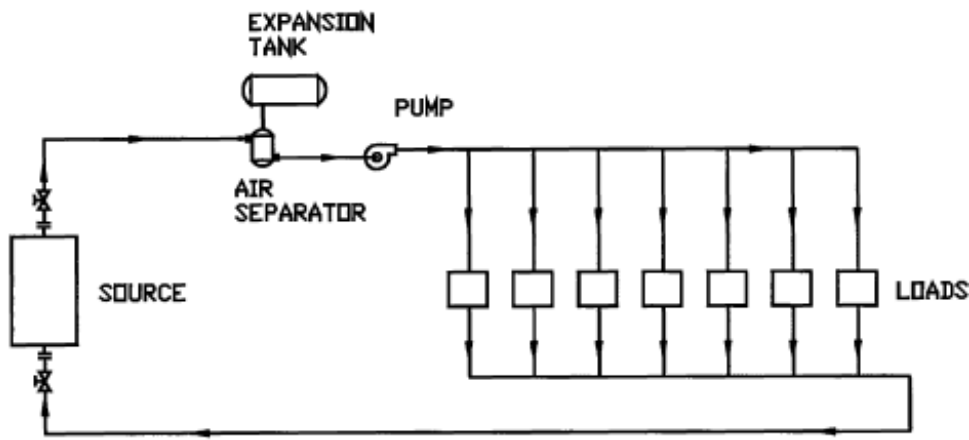 EXPANSION
TANK
PUMP
AIR
SEPARATOR
SOURCE
LOADS